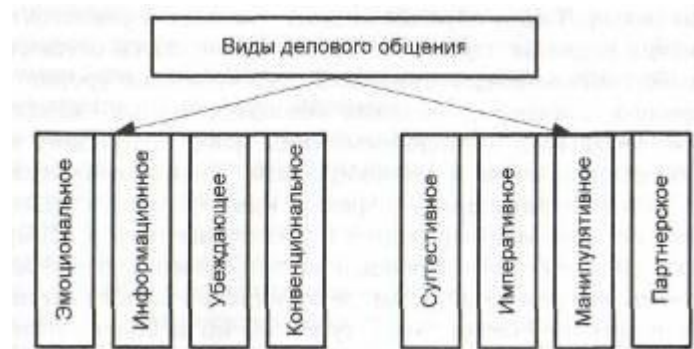 Виды делового общения
Эмоциональное
Информационное
Убеждающее
Конвенциональное
Суггестивное
Императивное
Манипулятивное
Партнерское